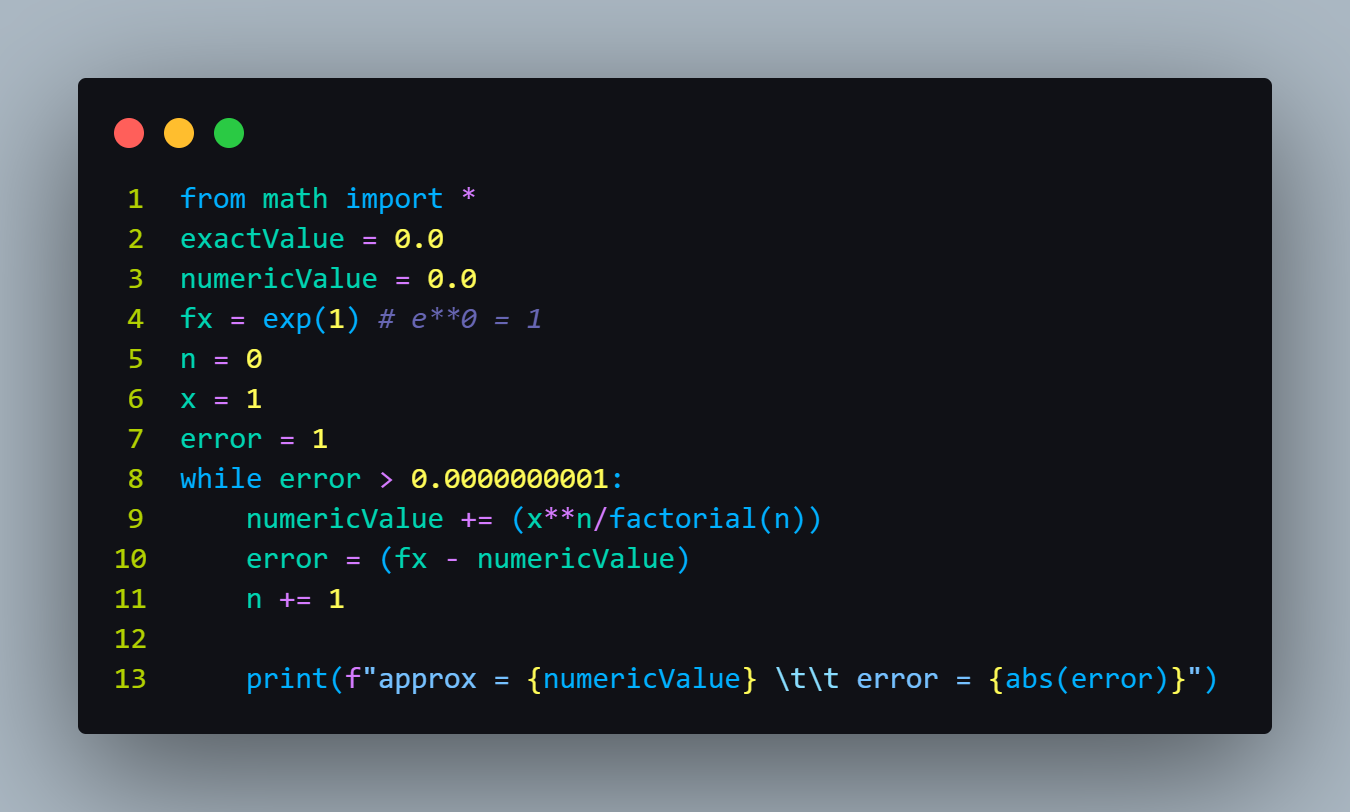 1 from math import *
2 exactValue = 0.0
3 numericValue = 0.0
4 fx = exp(1) # e**0 = 1
5 n = 0
6 x = 1
7 error = 1
8 while error > 0.0000000001:
9     numericValue += (x**n/factorial(n))
10     error = (fx - numericValue)
11     n += 1
12
13     print(f"approx = {numericValue} \t\t error = {abs(error)}")